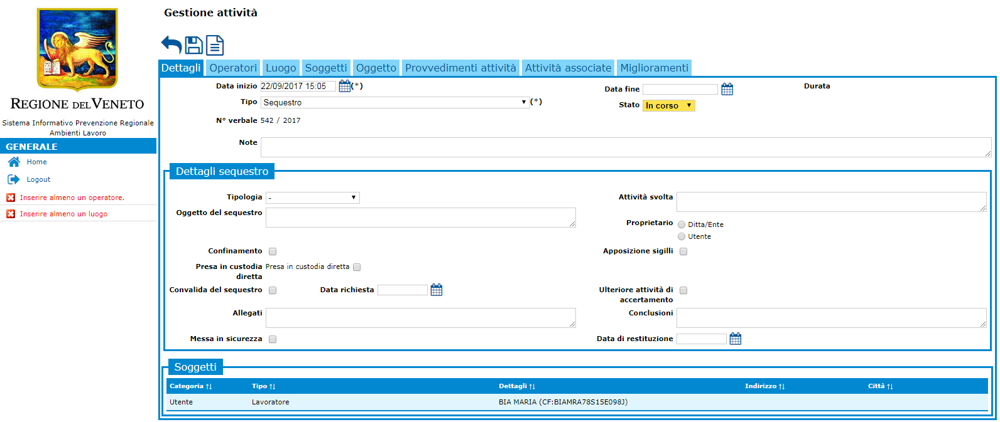 Gestione attività
REGIONE DEL VENETO
Sistema Informativo Prevenzione Regionale
Ambienti Lavoro
GENERALE
Home
Logout
Inserire almeno un operatore.
Inserire almeno un luogo
Dettagli Operatori Luogo Soggetti Oggetto Provvedimenti attività Attività associate Miglioramenti
Data inizio 22/09/2017 15:05 (*) Data fine Durata
Tipo Sequestro (*) Stato In corso
N° verbale 542 / 2017
Note
Dettagli sequestro
Tipologia - Attività svolta
Oggetto del sequestro Proprietario Ditta/Ente
Utente
Confinamento Apposizione sigilli
Presa in custodia diretta Presa in custodia diretta
Convalida del sequestro Data richiesta Ulteriore attività di
accertamento
Allegati Conclusioni
Messa in sicurezza Data di restituzione
Soggetti
Categoria ↑↓ Tipo ↑↓ Dettagli ↑↓ Indirizzo ↑↓ Città ↑↓
Utente Lavoratore BIA MARIA (CF:BIAMRA78S15E098J)